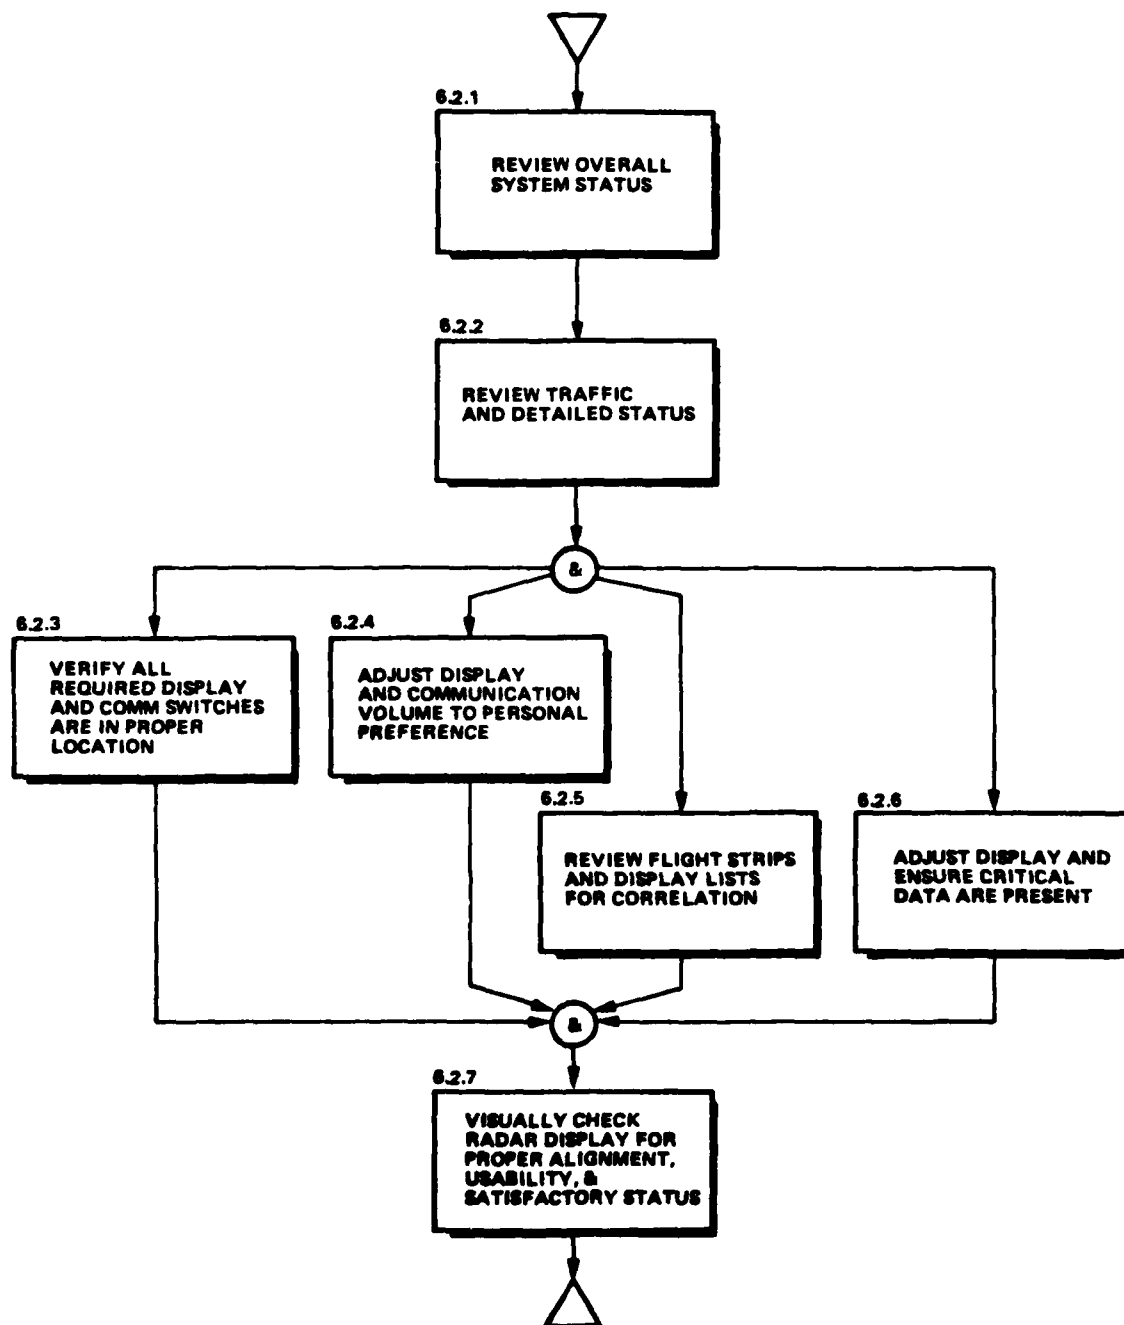 6.2.1
REVIEW OVERALL
SYSTEM STATUS
6.2.2
REVIEW TRAFFIC
AND DETAILED STATUS
&
6.2.3
VERIFY ALL
REQUIRED DISPLAY
AND COMM SWITCHES
ARE IN PROPER
LOCATION
6.2.4
ADJUST DISPLAY
AND COMMUNICATION
VOLUME TO PERSONAL
PREFERENCE
6.2.5
REVIEW FLIGHT STRIPS
AND DISPLAY LISTS
FOR CORRELATION
6.2.6
ADJUST DISPLAY AND
ENSURE CRITICAL
DATA ARE PRESENT
&
6.2.7
VISUALLY CHECK
RADAR DISPLAY FOR
PROPER ALIGNMENT,
USABILITY, &
SATISFACTORY STATUS